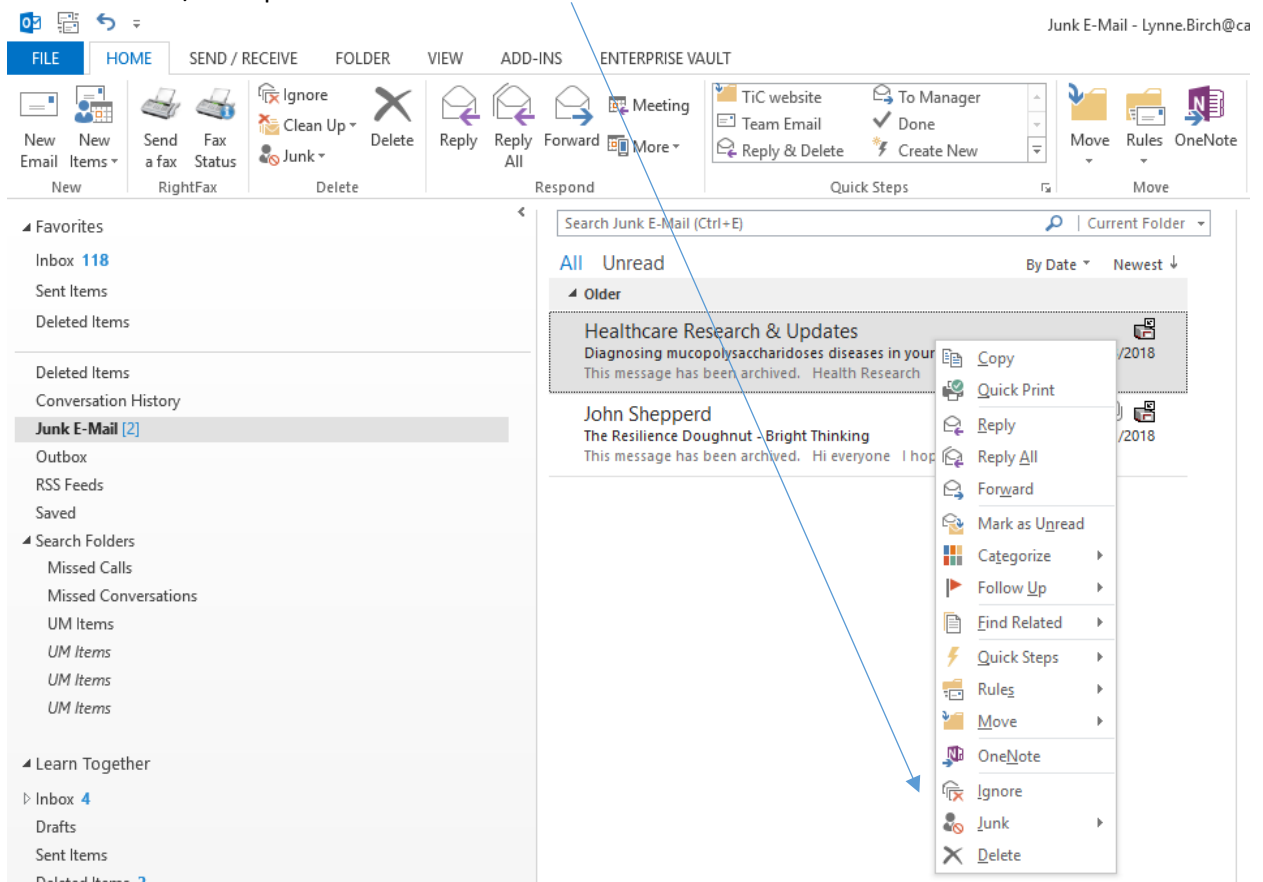 Junk E-Mail - Lynne.Birch@ca
FILE HOME SEND / RECEIVE FOLDER VIEW ADD-INS ENTERPRISE VAULT
New Email
New Items
New
Send a fax
Fax Status
RightFax
Ignore
Clean Up
Junk
Delete
Delete
Reply
Reply All
Forward
Meeting
More
Respond
TiC website
Team Email
Reply & Delete
To Manager
Done
Create New
Quick Steps
Move
Rules
OneNote
Move
Favorites
Inbox 118
Sent Items
Deleted Items
Deleted Items
Conversation History
Junk E-Mail [2]
Outbox
RSS Feeds
Saved
Search Folders
Missed Calls
Missed Conversations
UM Items
UM Items
UM Items
UM Items
Learn Together
Inbox 4
Drafts
Sent Items
Search Junk E-Mail (Ctrl+E)
Current Folder
All Unread
By Date Newest
Older
Healthcare Research & Updates
Diagnosing mucopolysaccharidoses diseases in your
/2018
This message has been archived. Health Research
John Shepperd
The Resilience Doughnut - Bright Thinking
/2018
This message has been archived. Hi everyone I hop
Copy
Quick Print
Reply
Reply All
Forward
Mark as Unread
Categorize
Follow Up
Find Related
Quick Steps
Rules
Move
OneNote
Ignore
Junk
Delete